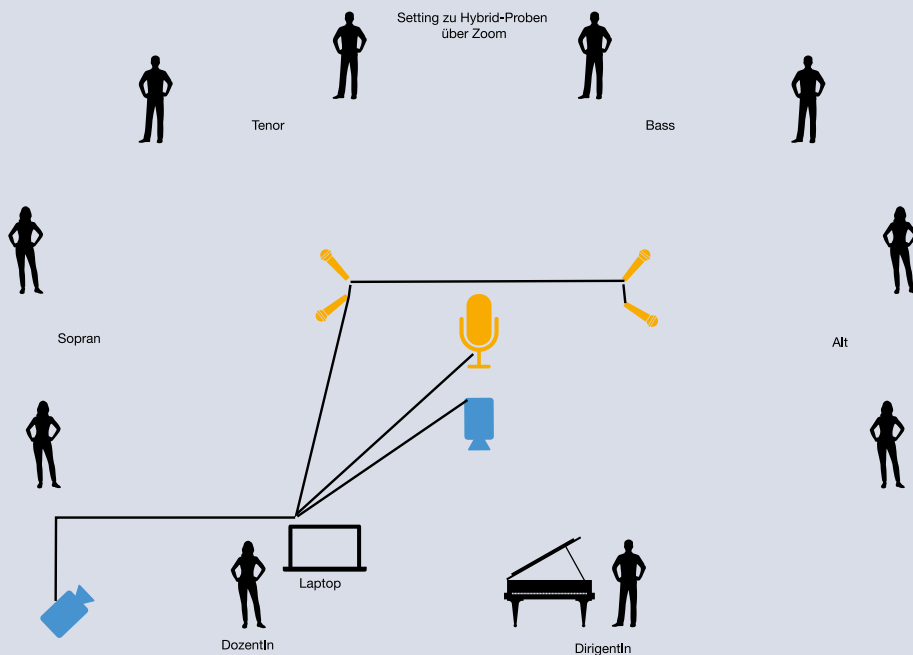 Setting zu Hybrid-Proben
über Zoom
Tenor
Bass
Sopran
Alt
Laptop
DozentIn
DirigentIn